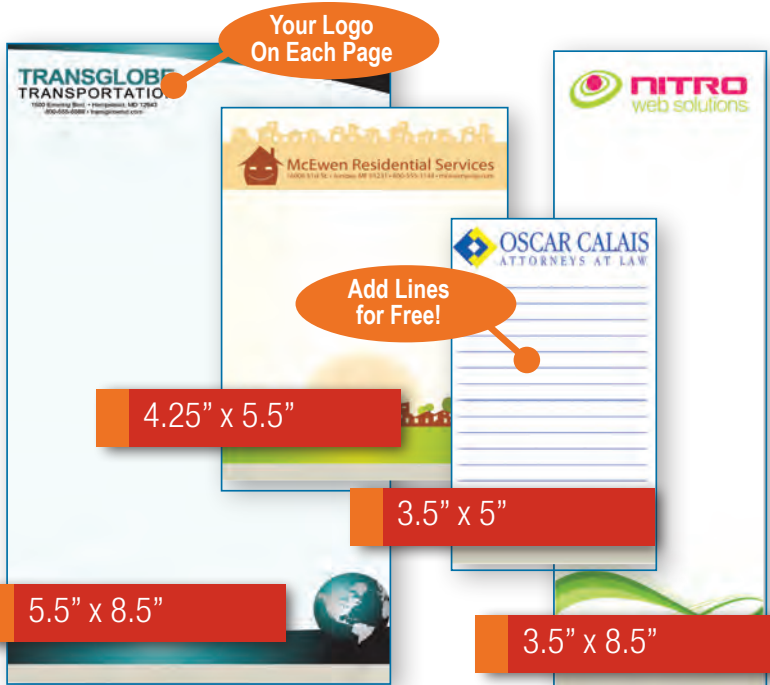 Your Logo
On Each Page
TRANSGLOBE
TRANSPORTATION
McEwen Residential Services
NITRO
web solutions
OSCAR CALAIS
ATTORNEYS AT LAW
Add Lines
for Free!
4.25” x 5.5”
3.5” x 5”
5.5” x 8.5”
3.5” x 8.5”